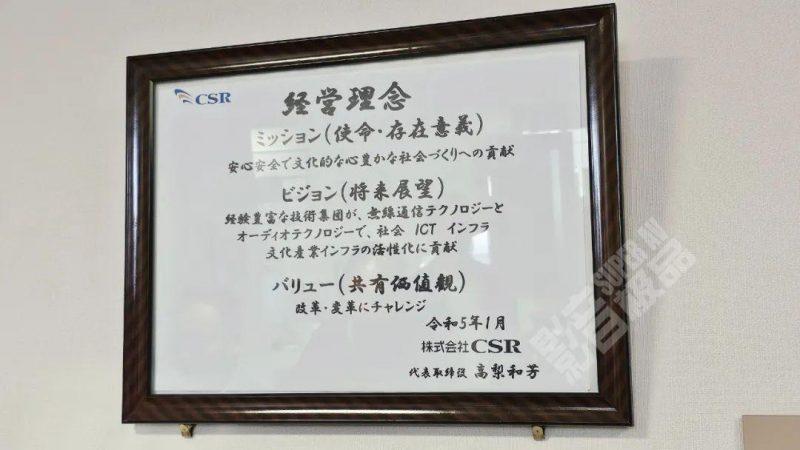 CSR
経営理念
ミッション(使命・存在意義)
安心安全で文化的な心豊かな社会づくりへの貢献
ビジョン(将来展望)
経験豊富な技術集団が、無線通信テクノロジーと
オーディオテクノロジーで、社会 ICT インフラ
文化産業インフラの活性化に貢献
バリュー(共有価値観)
改革・変革にチャレンジ
令和5年1月
株式会社CSR
代表取締役 高梨和芳
影音极品
SUPER AV